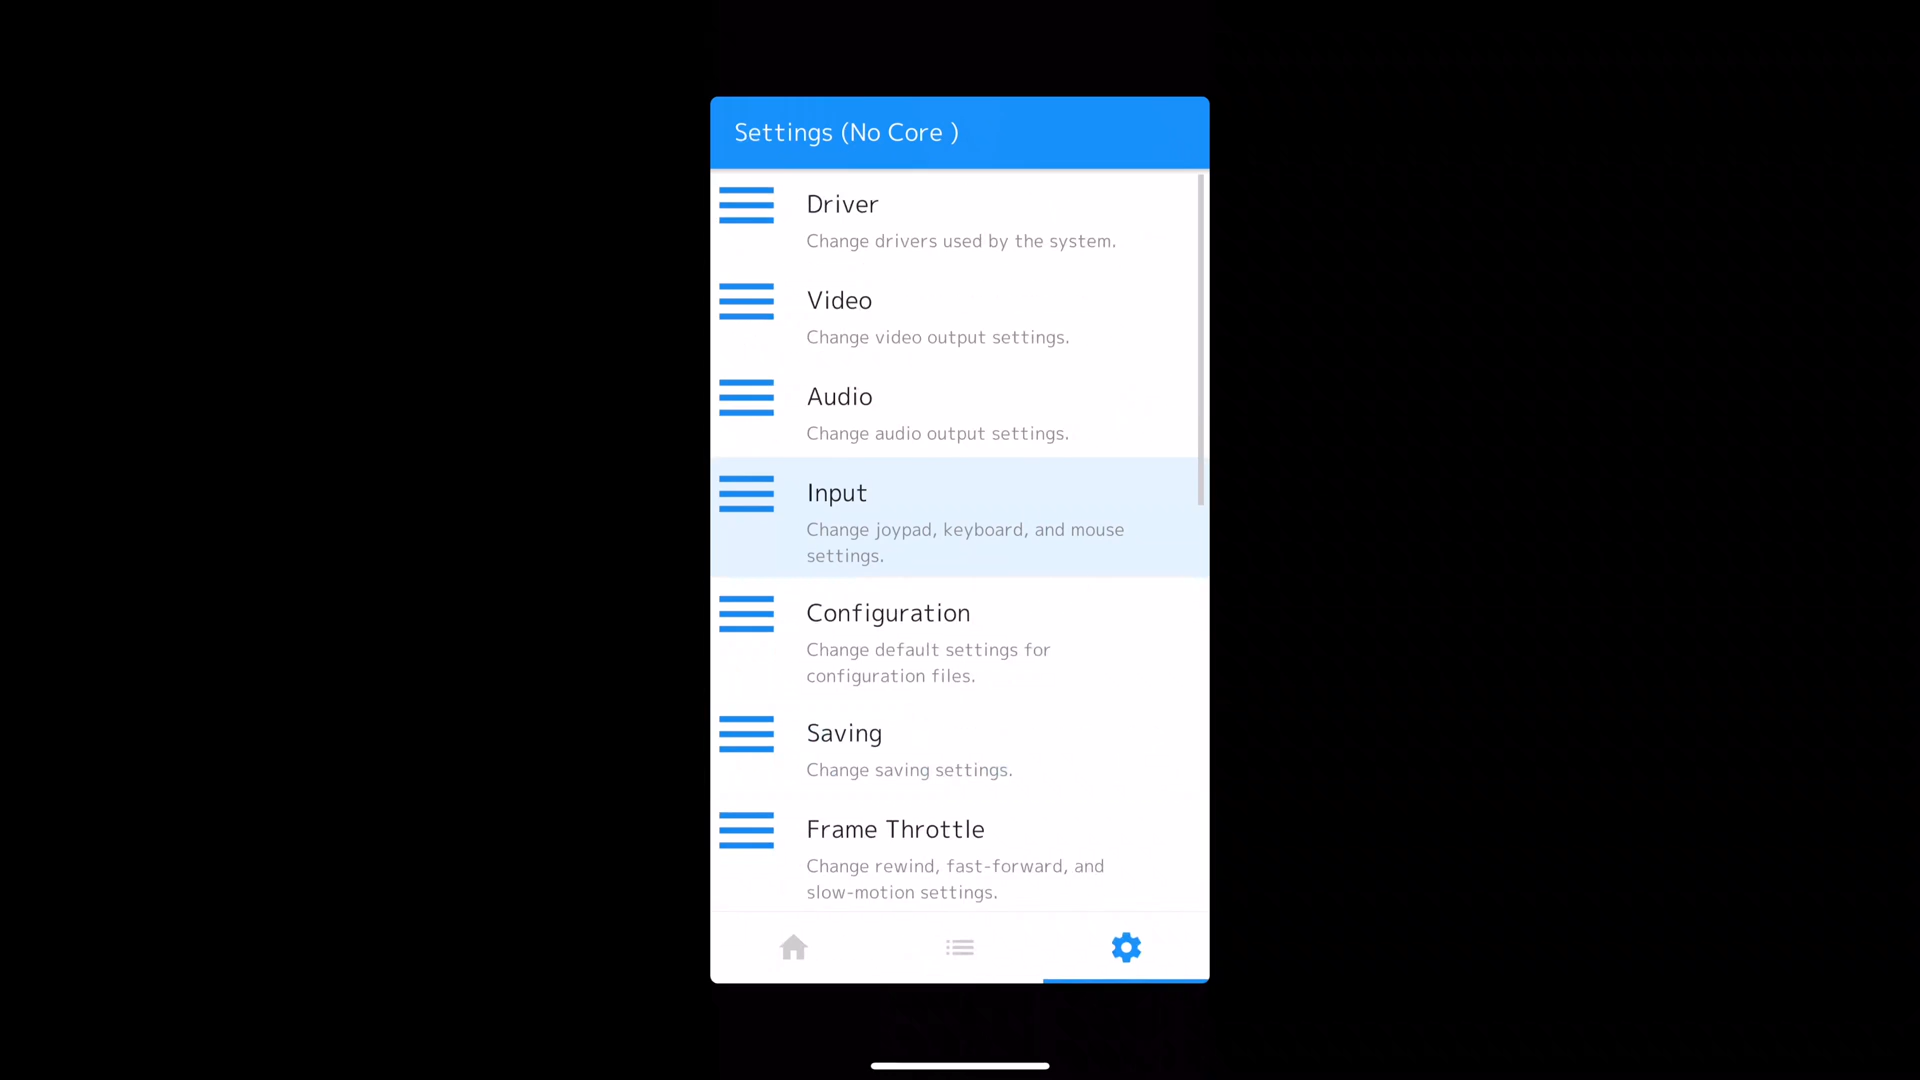 Settings (No Core )
Driver
Change drivers used by the system.
Video
Change video output settings.
Audio
Change audio output settings.
Input
Change joypad, keyboard, and mouse
settings.
Configuration
Change default settings for
configuration files.
Saving
Change saving settings.
Frame Throttle
Change rewind, fast-forward, and
slow-motion settings.